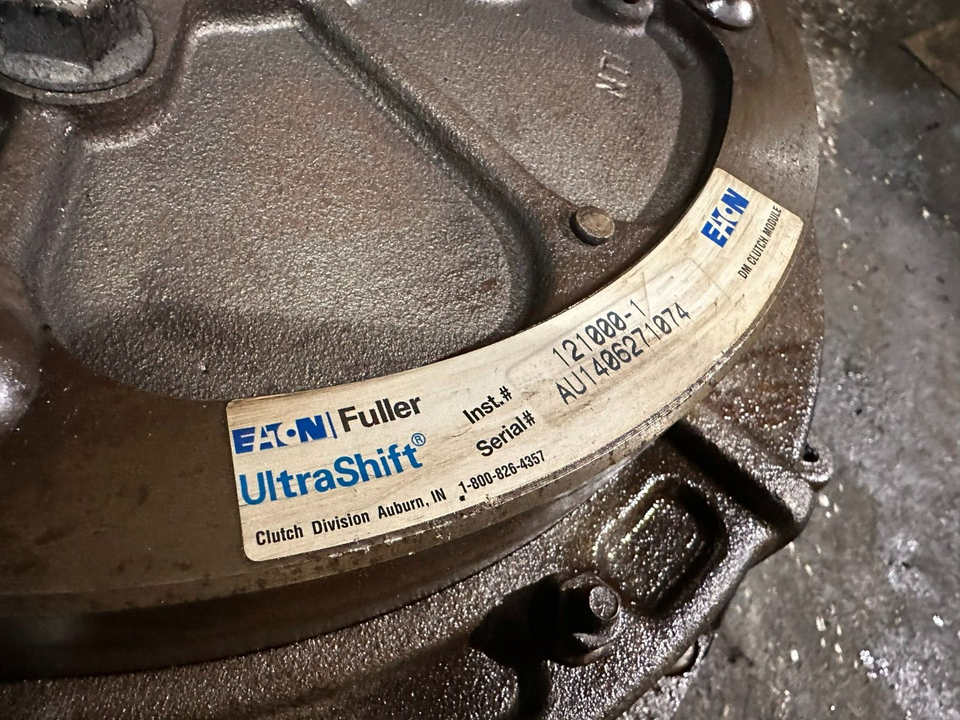 EATON | Fuller
UltraShift®
Inst.# 121000-1
Serial# AU1406271074
Clutch Division Auburn, IN 1-800-826-4357
EATON
DM CLUTCH MODULE